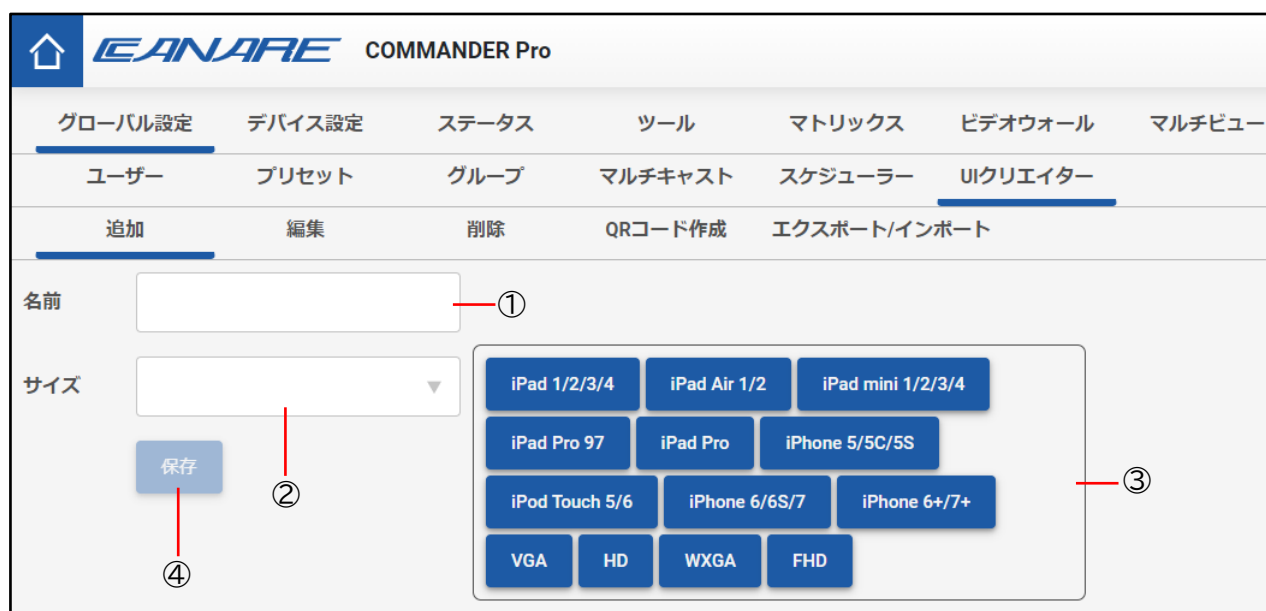 CANARE COMMANDER Pro
グローバル設定 デバイス設定 ステータス ツール マトリックス ビデオウォール マルチビュー
ユーザー プリセット グループ マルチキャスト スケジューラー UIクリエイター
追加 編集 削除 QRコード作成 エクスポート/インポート
名前 ①
サイズ ▼ iPad 1/2/3/4 iPad Air 1/2 iPad mini 1/2/3/4
iPad Pro 97 iPad Pro iPhone 5/5C/5S
保存 ② iPod Touch 5/6 iPhone 6/6S/7 iPhone 6+/7+ ③
④ VGA HD WXGA FHD